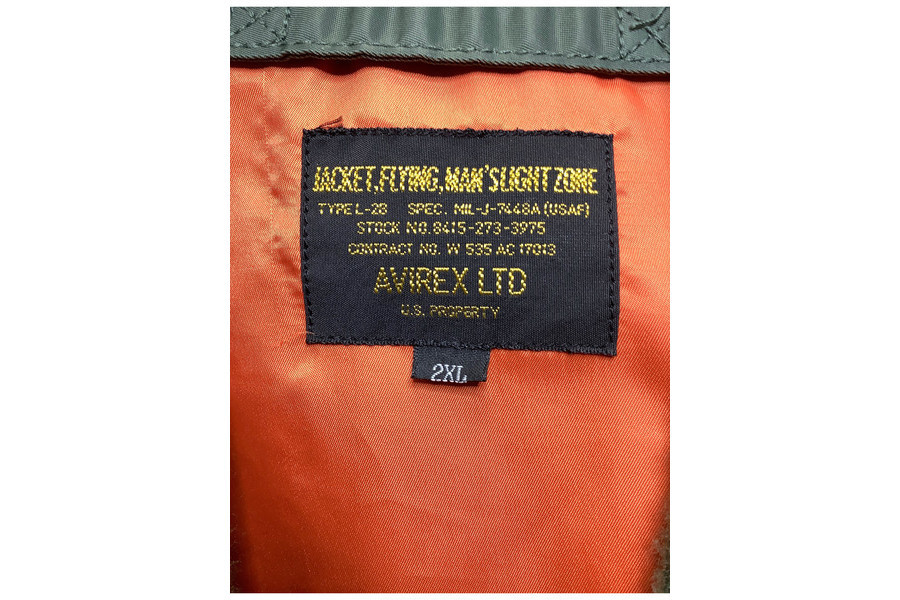 JACKET,FLYING,MAN'S LIGHT ZONE
TYPE L-2B SPEC. MIL-J-7448A (USAF)
STOCK NO. 8415-273-3975
CONTRACT NO. W 535 AC 17013
AVIREX LTD
U.S. PROPERTY
2XL